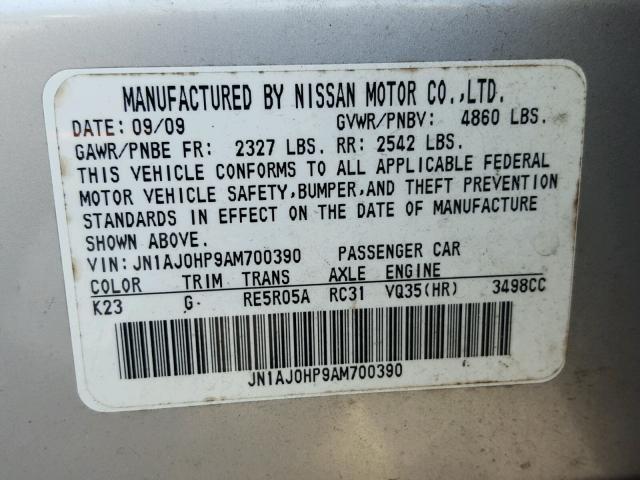 MANUFACTURED BY NISSAN MOTOR CO.,LTD.
DATE: 09/09 GVWR/PNBV: 4860 LBS.
GAWR/PNBE FR: 2327 LBS. RR: 2542 LBS.
THIS VEHICLE CONFORMS TO ALL APPLICABLE FEDERAL
MOTOR VEHICLE SAFETY,BUMPER,AND THEFT PREVENTION
STANDARDS IN EFFECT ON THE DATE OF MANUFACTURE
SHOWN ABOVE.
VIN: JN1AJ0HP9AM700390 PASSENGER CAR
COLOR TRIM TRANS AXLE ENGINE
K23 G RE5R05A RC31 VQ35(HR) 3498CC
JN1AJ0HP9AM700390